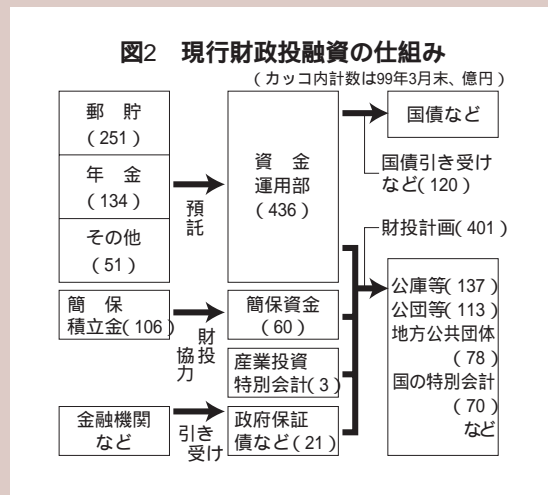 図2 現行財政投融資の仕組み
(カッコ内計数は99年3月末、億円)
郵 貯
(251)
年 金
(134)
その他
(51)
預託
資 金
運用部
(436)
国債など
国債引き受け
など(120)
財投計画(401)
簡 保
積立金(106)
財投
協力
簡保資金
(60)
産業投資
特別会計(3)
金融機関
など
引き
受け
政府保証
債など(21)
公庫等(137)
公団等(113)
地方公共団体
(78)
国の特別会計
(70)
など